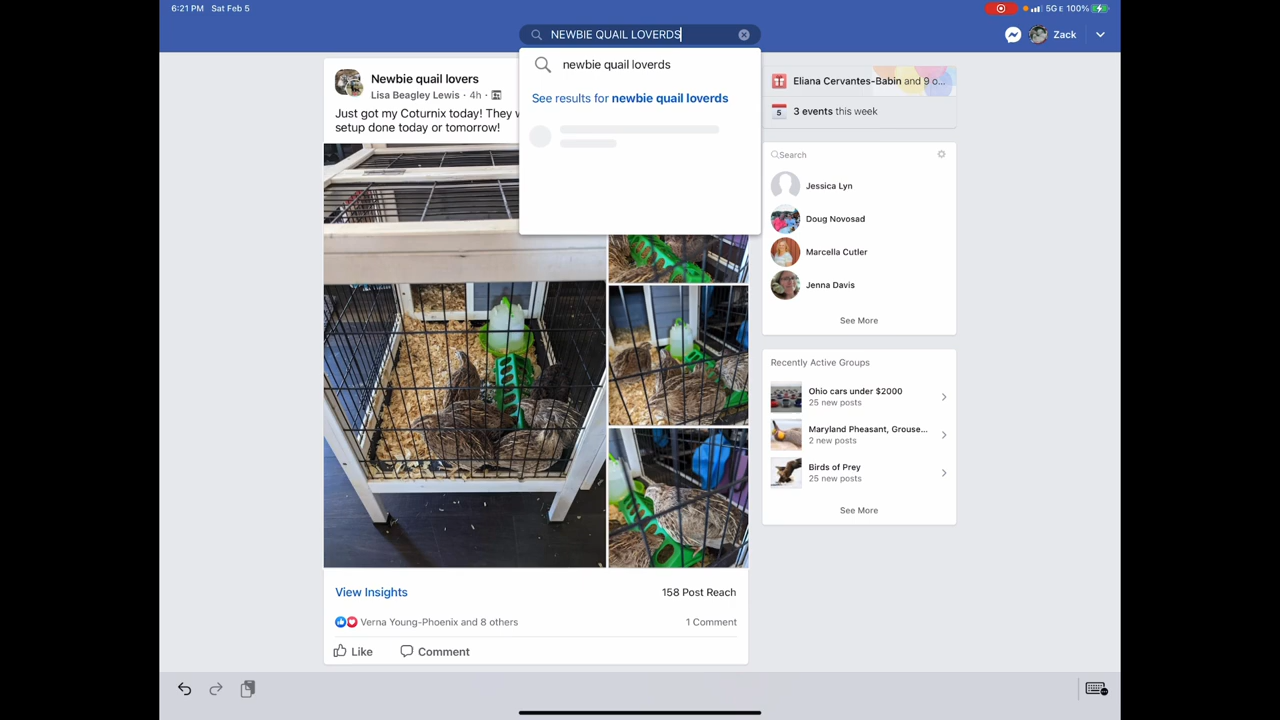 6:21 PM Sat Feb 5
5G E 100%
NEWBIE QUAIL LOVERDS
Zack
newbie quail loverds
See results for newbie quail loverds
Newbie quail lovers
Lisa Beagley Lewis · 4h ·
Just got my Coturnix today! They w
setup done today or tomorrow!
View Insights
158 Post Reach
Verna Young-Phoenix and 8 others
1 Comment
Like
Comment
Eliana Cervantes-Babin and 9 o...
5
3 events this week
Search
Jessica Lyn
Doug Novosad
Marcella Cutler
Jenna Davis
See More
Recently Active Groups
Ohio cars under $2000
25 new posts
Maryland Pheasant, Grouse...
2 new posts
Birds of Prey
25 new posts
See More